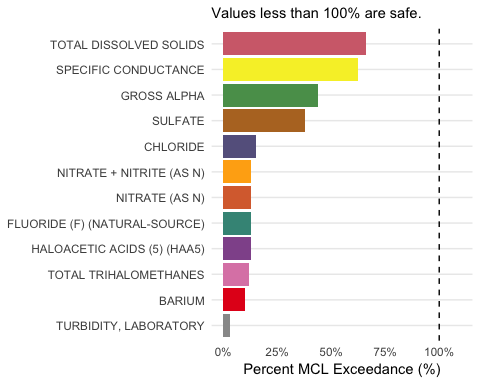 Values less than 100% are safe.
TOTAL DISSOLVED SOLIDS
SPECIFIC CONDUCTANCE
GROSS ALPHA
SULFATE
CHLORIDE
NITRATE + NITRITE (AS N)
NITRATE (AS N)
FLUORIDE (F) (NATURAL-SOURCE)
HALOACETIC ACIDS (5) (HAA5)
TOTAL TRIHALOMETHANES
BARIUM
TURBIDITY, LABORATORY
0% 25% 50% 75% 100%
Percent MCL Exceedance (%)